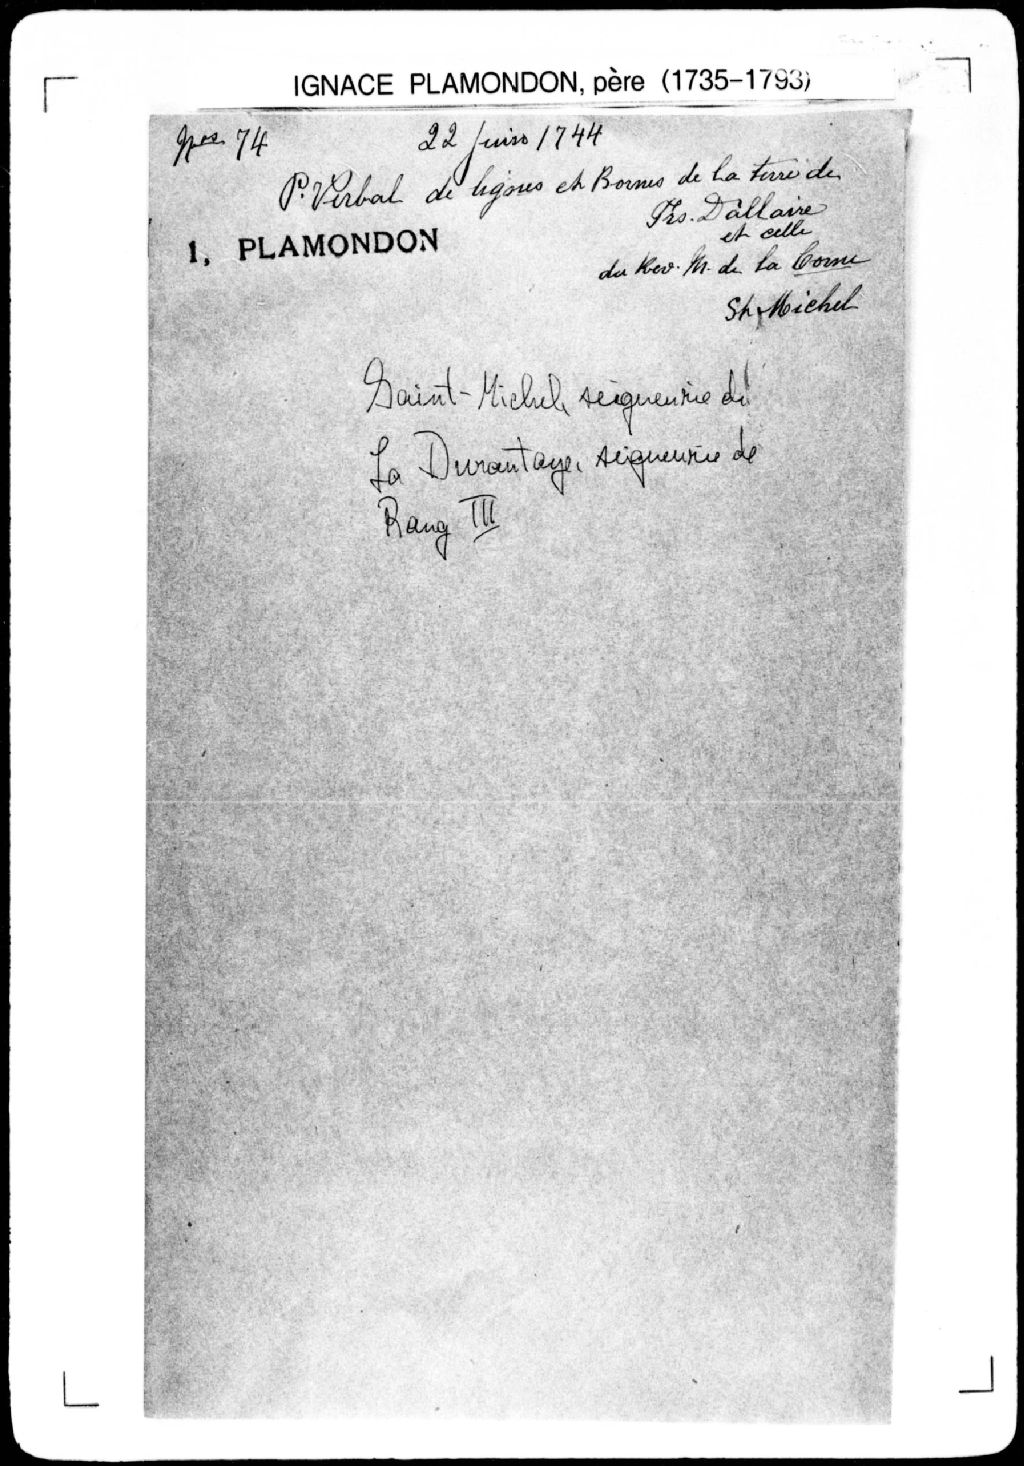 IGNACE PLAMONDON, père (1735-1793)
74 22 Juin 1744
P. Verbal de lignes et Bornes de la terre de
Frs. Dallaire
et celle
du Rev. M. de la Corne
St Michel
1, PLAMONDON
Saint-Michel, seigneurie de
La Durantaye, seigneurie de
Rang III